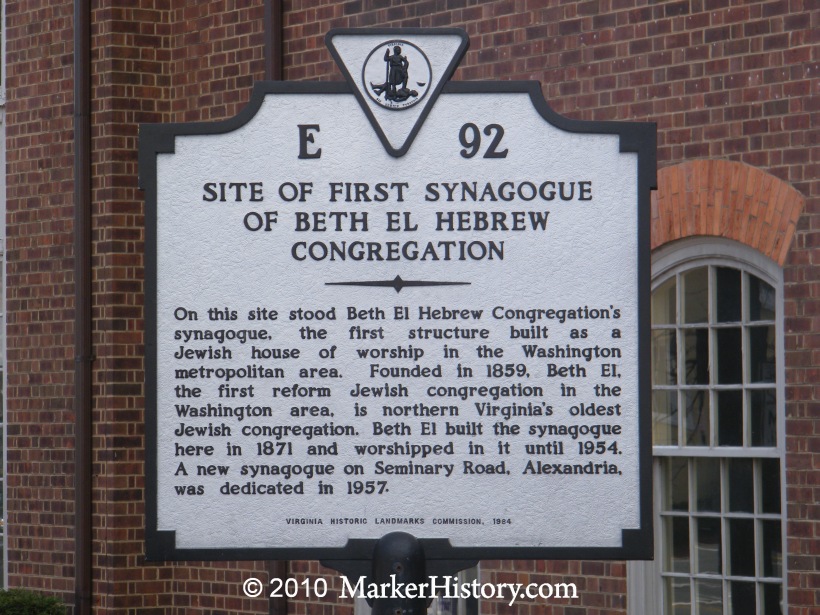 E 92
SITE OF FIRST SYNAGOGUE
OF BETH EL HEBREW
CONGREGATION
On this site stood Beth El Hebrew Congregation's
synagogue, the first structure built as a
Jewish house of worship in the Washington
metropolitan area. Founded in 1859, Beth El,
the first reform Jewish congregation in the
Washington area, is northern Virginia's oldest
Jewish congregation. Beth El built the synagogue
here in 1871 and worshipped in it until 1954.
A new synagogue on Seminary Road, Alexandria,
was dedicated in 1957.
VIRGINIA HISTORIC LANDMARKS COMMISSION, 1984
© 2010 MarkerHistory.com